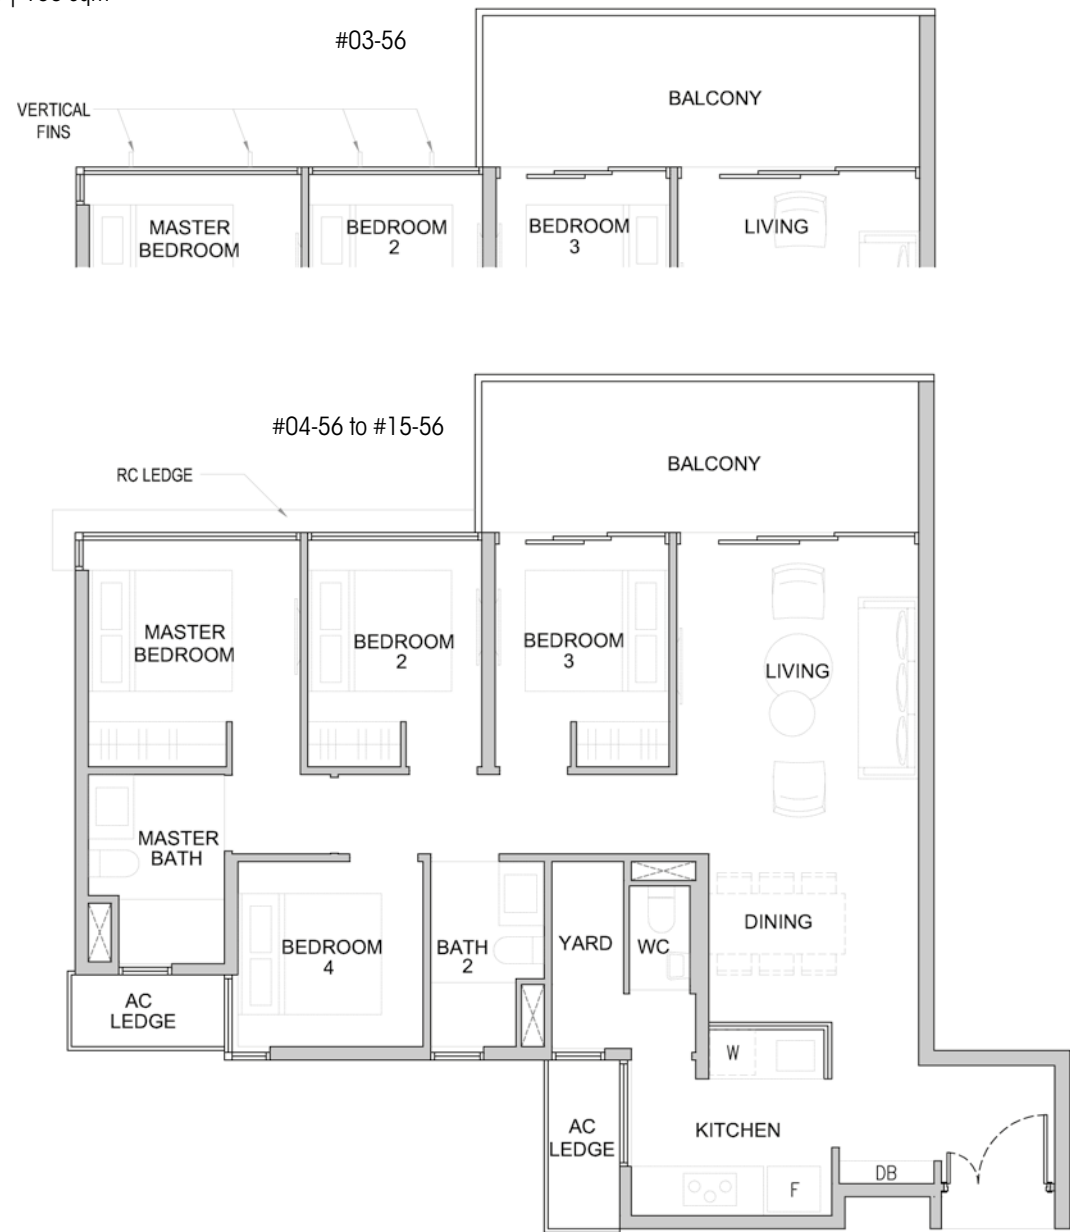 #03-56
BALCONY
VERTICAL
FINS
MASTER
BEDROOM
BEDROOM
2
BEDROOM
3
LIVING
#04-56 to #15-56
BALCONY
RC LEDGE
MASTER
BEDROOM
BEDROOM
2
BEDROOM
3
LIVING
MASTER
BATH
BEDROOM
4
BATH
2
YARD
WC
DINING
AC
LEDGE
W
AC
LEDGE
KITCHEN
DB
F